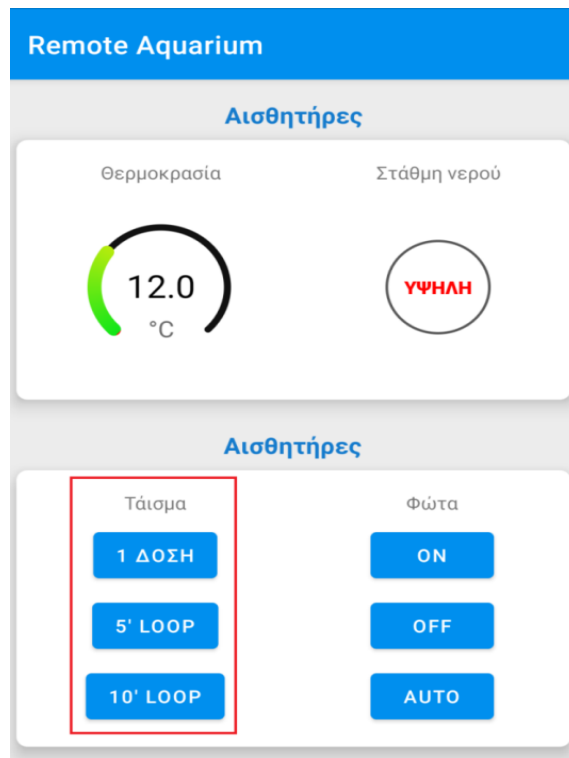 Remote Aquarium
Αισθητήρες
Θερμοκρασία
Στάθμη νερού
12.0
°C
ΥΨΗΛΗ
Αισθητήρες
Τάισμα
Φώτα
1 ΔΟΣΗ
ON
5' LOOP
OFF
10' LOOP
AUTO